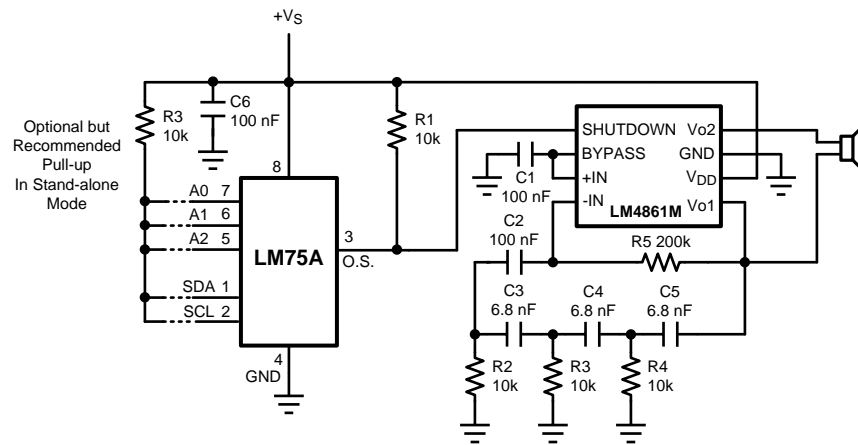 +VS
Optional but
Recommended
Pull-up
In Stand-alone
Mode
R3
10k
C6
100 nF
R1
10k
8
A0 7
A1 6
A2 5
SDA 1
SCL 2
LM75A
3
O.S.
4
GND
SHUTDOWN
BYPASS
+IN
-IN
Vo2
GND
VDD
Vo1
LM4861M
C1
100 nF
C2
100 nF
R5 200k
C3
6.8 nF
C4
6.8 nF
C5
6.8 nF
R2
10k
R3
10k
R4
10k